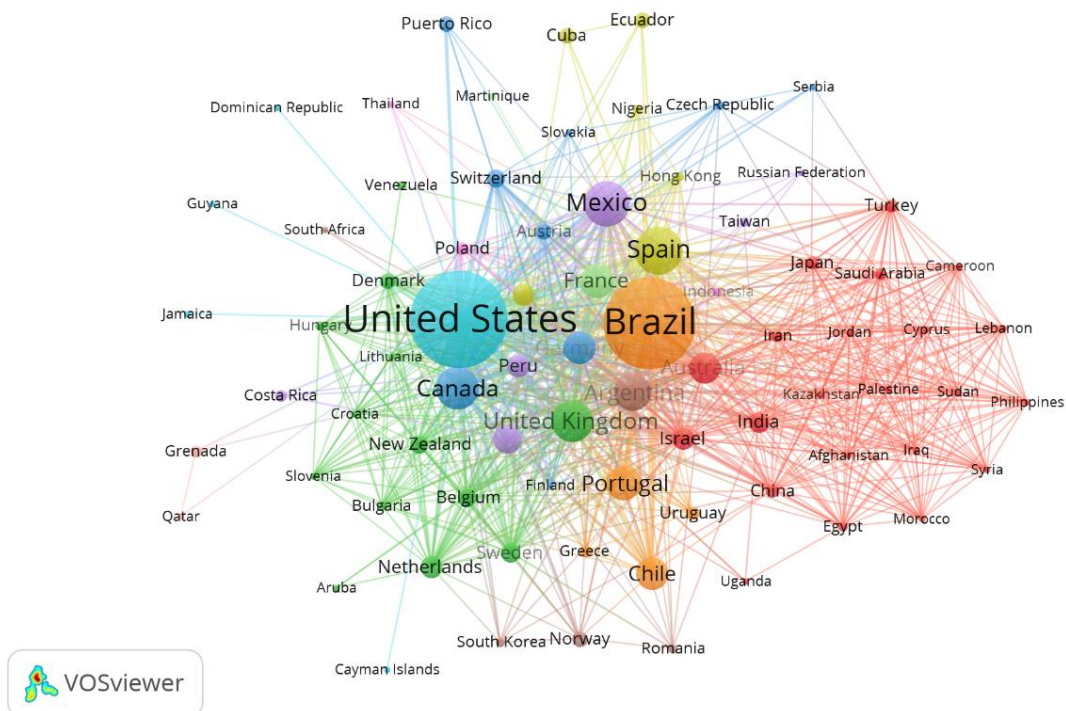 Puerto Rico
Cuba
Ecuador
Dominican Republic
Thailand
Martinique
Nigeria
Czech Republic
Serbia
Slovakia
Venezuela
Switzerland
Hong Kong
Russian Federation
Guyana
Mexico
Turkey
South Africa
Austria
Taiwan
Poland
Spain
Denmark
France
Japan
Saudi Arabia
Cameroon
Indonesia
Jamaica
Hungary
United States
Brazil
Iran
Jordan
Cyprus
Lebanon
Germany
Lithuania
Peru
Australia
Costa Rica
Canada
Argentina
Kazakhstan
Palestine
Sudan
Philippines
Croatia
United Kingdom
India
New Zealand
Israel
Grenada
Afghanistan
Iraq
Slovenia
Syria
Bulgaria
Belgium
Finland
Portugal
China
Qatar
Uruguay
Egypt
Morocco
Sweden
Greece
Netherlands
Chile
Aruba
Uganda
South Korea
Norway
Romania
Cayman Islands
VOSviewer